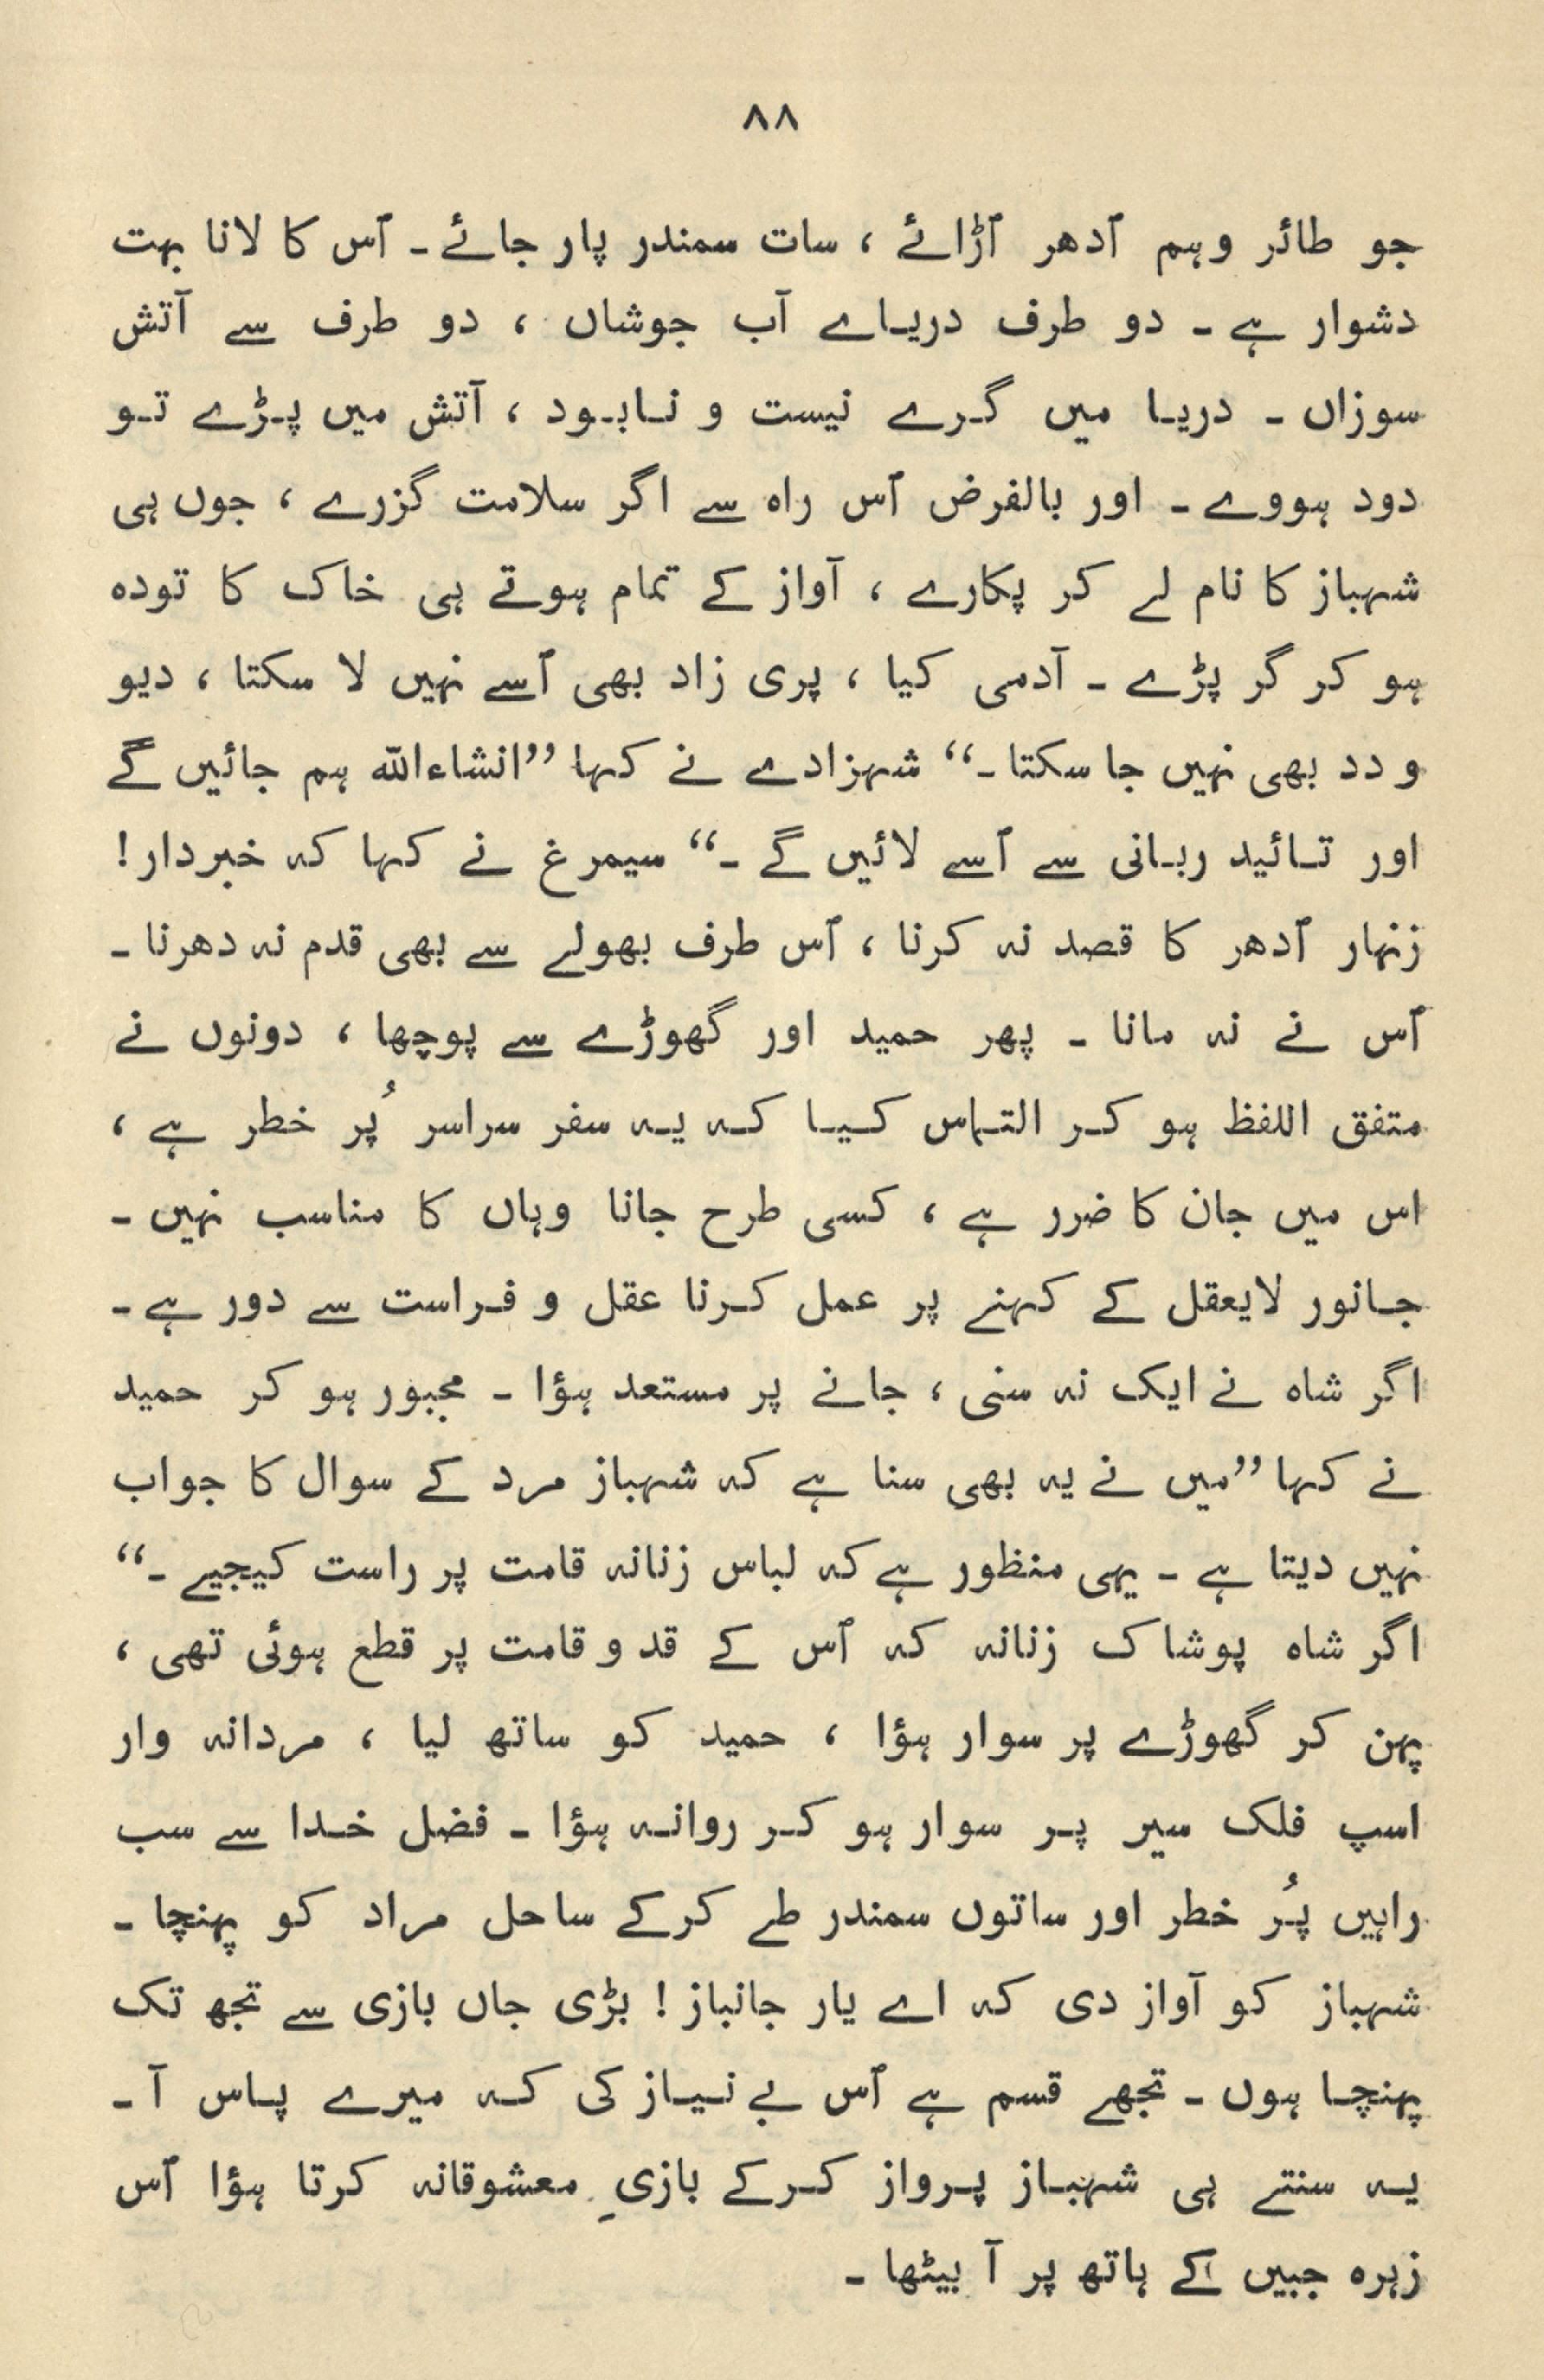 ۸۸
جو طائر وہم اُدھر اُڑائے ، سات سمندر پار جائے ۔ اُس کا لانا بہت
دشوار ہے ۔ دو طرف دریاے آب جوشاں ، دو طرف سے آتش
سوزاں ۔ دریا میں گرے نیست و نابود ، آتش میں پڑے تو
دود ہووے ۔ اور بالفرض اُس راہ سے اگر سلامت گزرے ، جوں ہی
شہباز کا نام لے کر پکارے ، آواز کے تمام ہوتے ہی خاک کا تودہ
ہو کر گر پڑے ۔ آدمی کیا ، پری زاد بھی اُسے نہیں لا سکتا ، دیو
و دد بھی نہیں جا سکتا ۔“ شہزادے نے کہا ”انشاءاللہ ہم جائیں گے
اور تائید ربانی سے اُسے لائیں گے ۔“ سیمرغ نے کہا کہ خبردار !
زنہار اُدھر کا قصد نہ کرنا ، اُس طرف بھولے سے بھی قدم نہ دھرنا ۔
اُس نے نہ مانا ۔ پھر حمید اور گھوڑے سے پوچھا ، دونوں نے
متفق اللفظ ہو کر التماس کیا کہ یہ سفر سراسر پُر خطر ہے ،
اس میں جان کا ضرر ہے ، کسی طرح جانا وہاں کا مناسب نہیں ۔
جانور لایعقل کے کہنے پر عمل کرنا عقل و فراست سے دور ہے ۔
اگر شاہ نے ایک نہ سنی ، جانے پر مستعد ہؤا ۔ مجبور ہو کر حمید
نے کہا ”میں نے یہ بھی سنا ہے کہ شہباز مرد کے سوال کا جواب
نہیں دیتا ہے ۔ یہی منظور ہے کہ لباس زنانہ قامت پر راست کیجیے ۔“
اگر شاہ پوشاک زنانہ کہ اُس کے قد و قامت پر قطع ہوئی تھی ،
پہن کر گھوڑے پر سوار ہؤا ، حمید کو ساتھ لیا ، مردانہ وار
اسپ فلک سیر پر سوار ہو کر روانہ ہؤا ۔ فضل خدا سے سب
راہیں پُر خطر اور ساتوں سمندر طے کرکے ساحل مراد کو پہنچا ۔
شہباز کو آواز دی کہ اے یار جانباز ! بڑی جاں بازی سے تجھ تک
پہنچا ہوں ۔ تجھے قسم ہے اُس بے نیاز کی کہ میرے پاس آ ۔
یہ سنتے ہی شہباز پرواز کرکے بازیِ معشوقانہ کرتا ہؤا اُس
زہرہ جبیں کے ہاتھ پر آ بیٹھا ۔